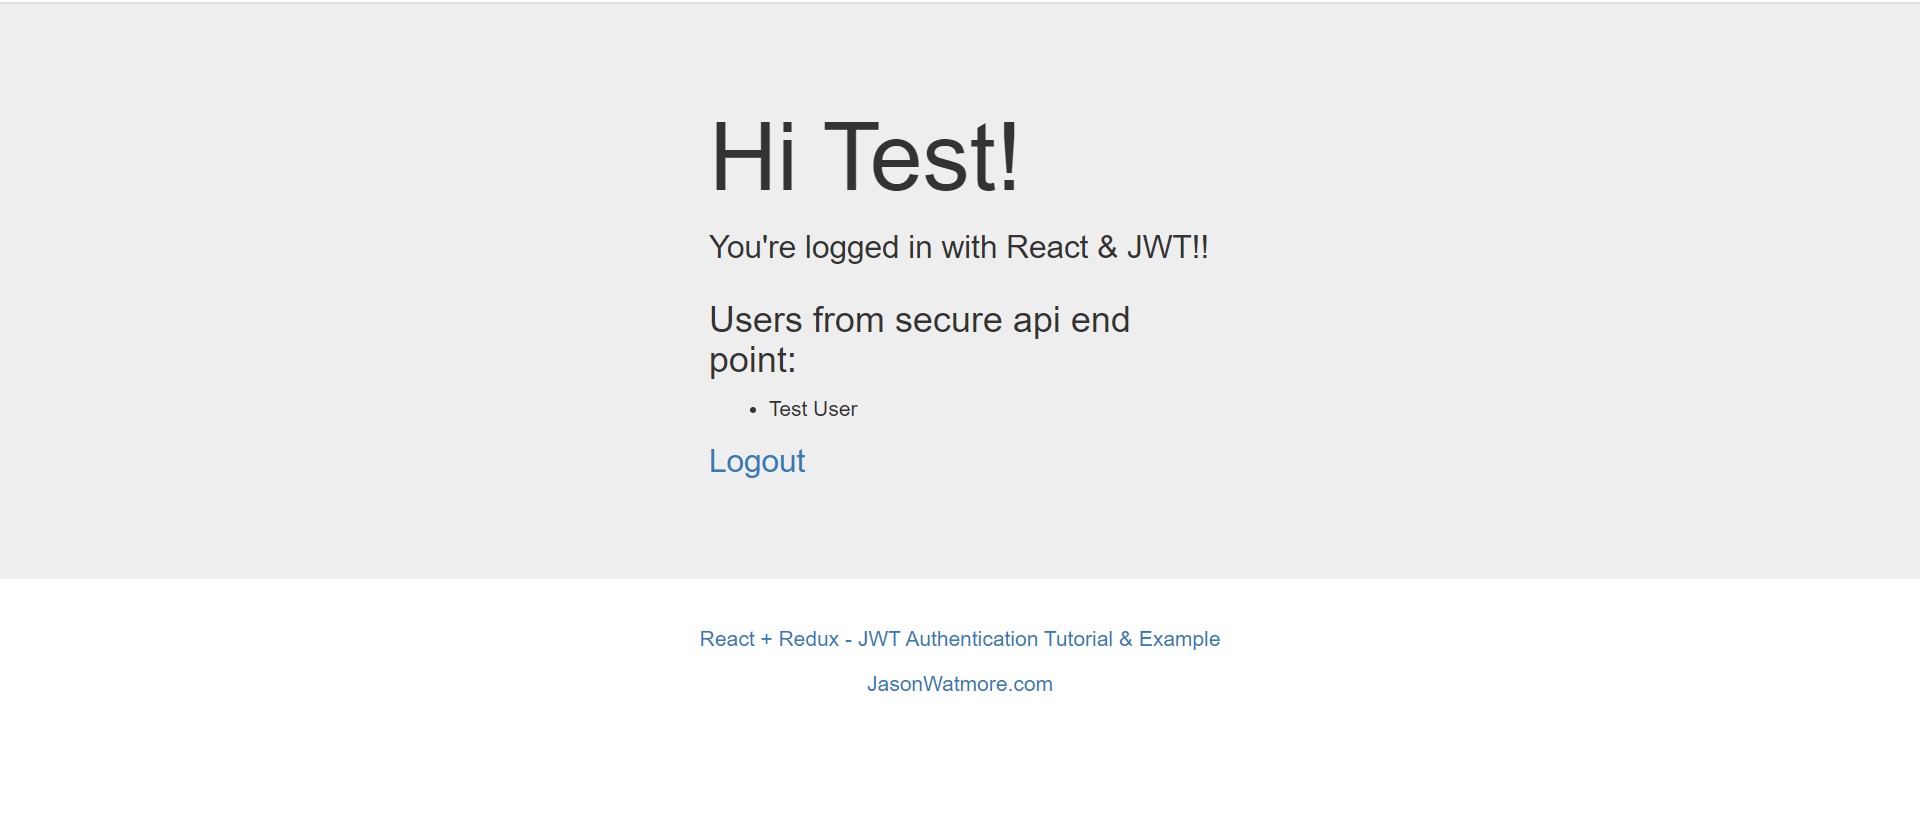 Hi Test!
You're logged in with React & JWT!!
Users from secure api end
point:
• Test User
Logout
React + Redux - JWT Authentication Tutorial & Example
JasonWatmore.com